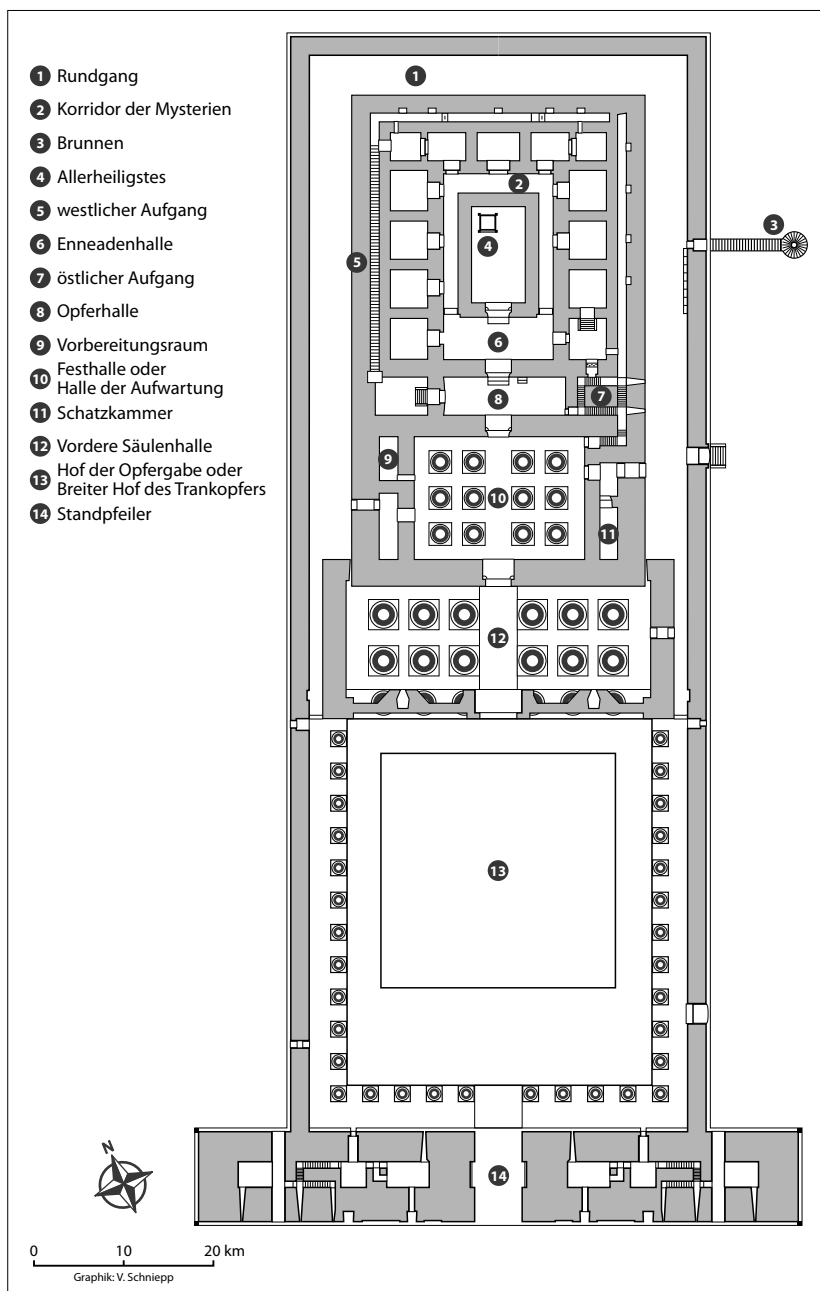 1 Rundgang
2 Korridor der Mysterien
3 Brunnen
4 Allerheiligstes
5 westlicher Aufgang
6 Enneadenhalle
7 östlicher Aufgang
8 Opferhalle
9 Vorbereitungsraum
10 Festhalle oder
Halle der Aufwartung
11 Schatzkammer
12 Vordere Säulenhalle
13 Hof der Opfergabe oder
Breiter Hof des Trankopfers
14 Standpfeiler
1
2
3
4
5
6
7
8
9
10
11
12
13
14
N
0 10 20 km
Graphik: V. Schniepp